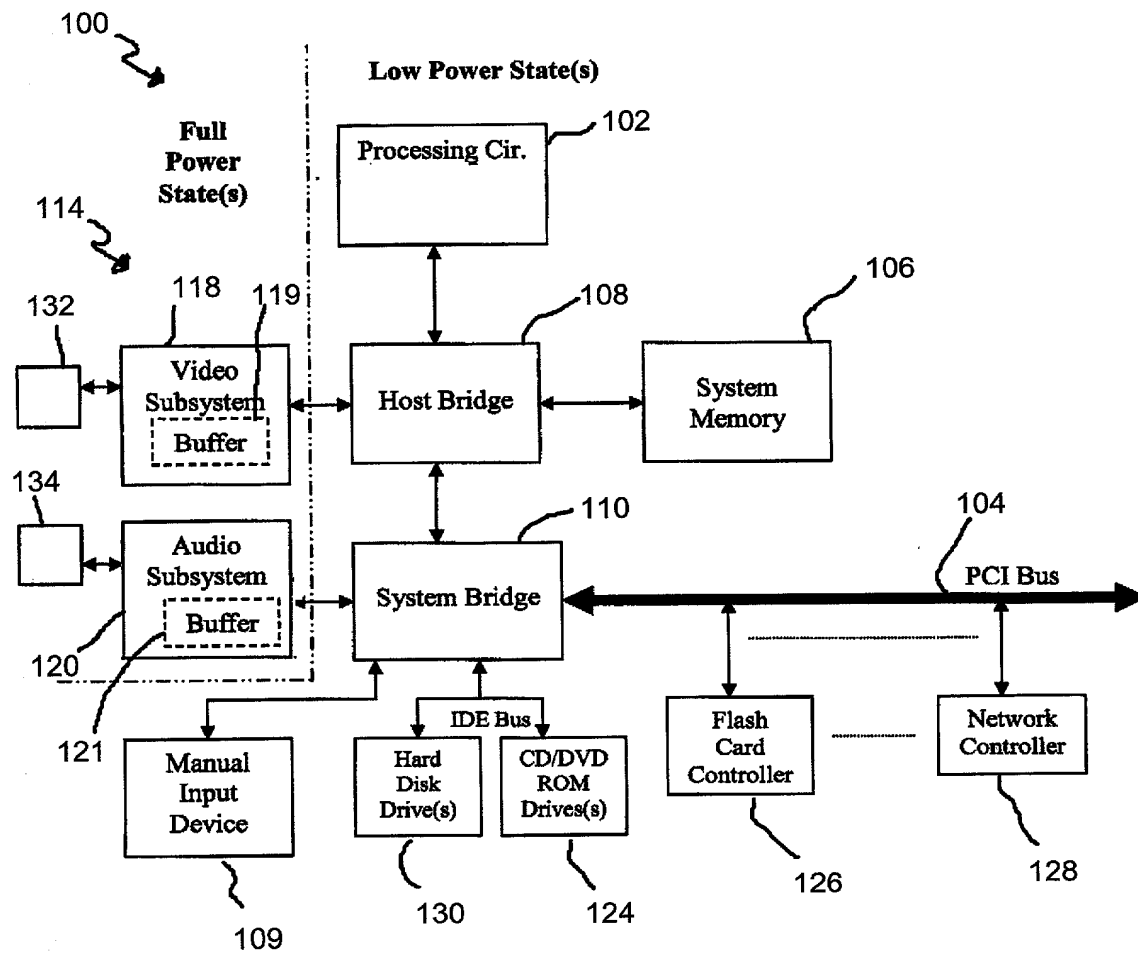 100
Low Power State(s)
Full
Power
State(s)
102
Processing Cir.
114
132
118
119
108
106
Video
Subsystem
Buffer
Host Bridge
System
Memory
134
110
104
Audio
Subsystem
Buffer
System Bridge
PCI Bus
120
121
IDE Bus
Manual
Input
Device
Hard
Disk
Drive(s)
CD/DVD
ROM
Drives(s)
Flash
Card
Controller
Network
Controller
109
130
124
126
128